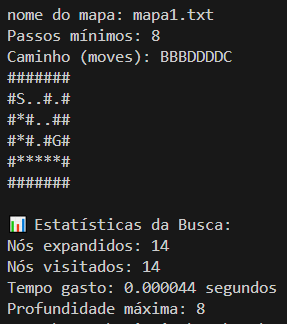 nome do mapa: mapa1.txt
Passos mínimos: 8
Caminho (moves): BBBDDDDC
#######
#S..#.#
#*#..##
#*#.#G#
#*****#
#######
📊 Estatísticas da Busca:
Nós expandidos: 14
Nós visitados: 14
Tempo gasto: 0.000044 segundos
Profundidade máxima: 8